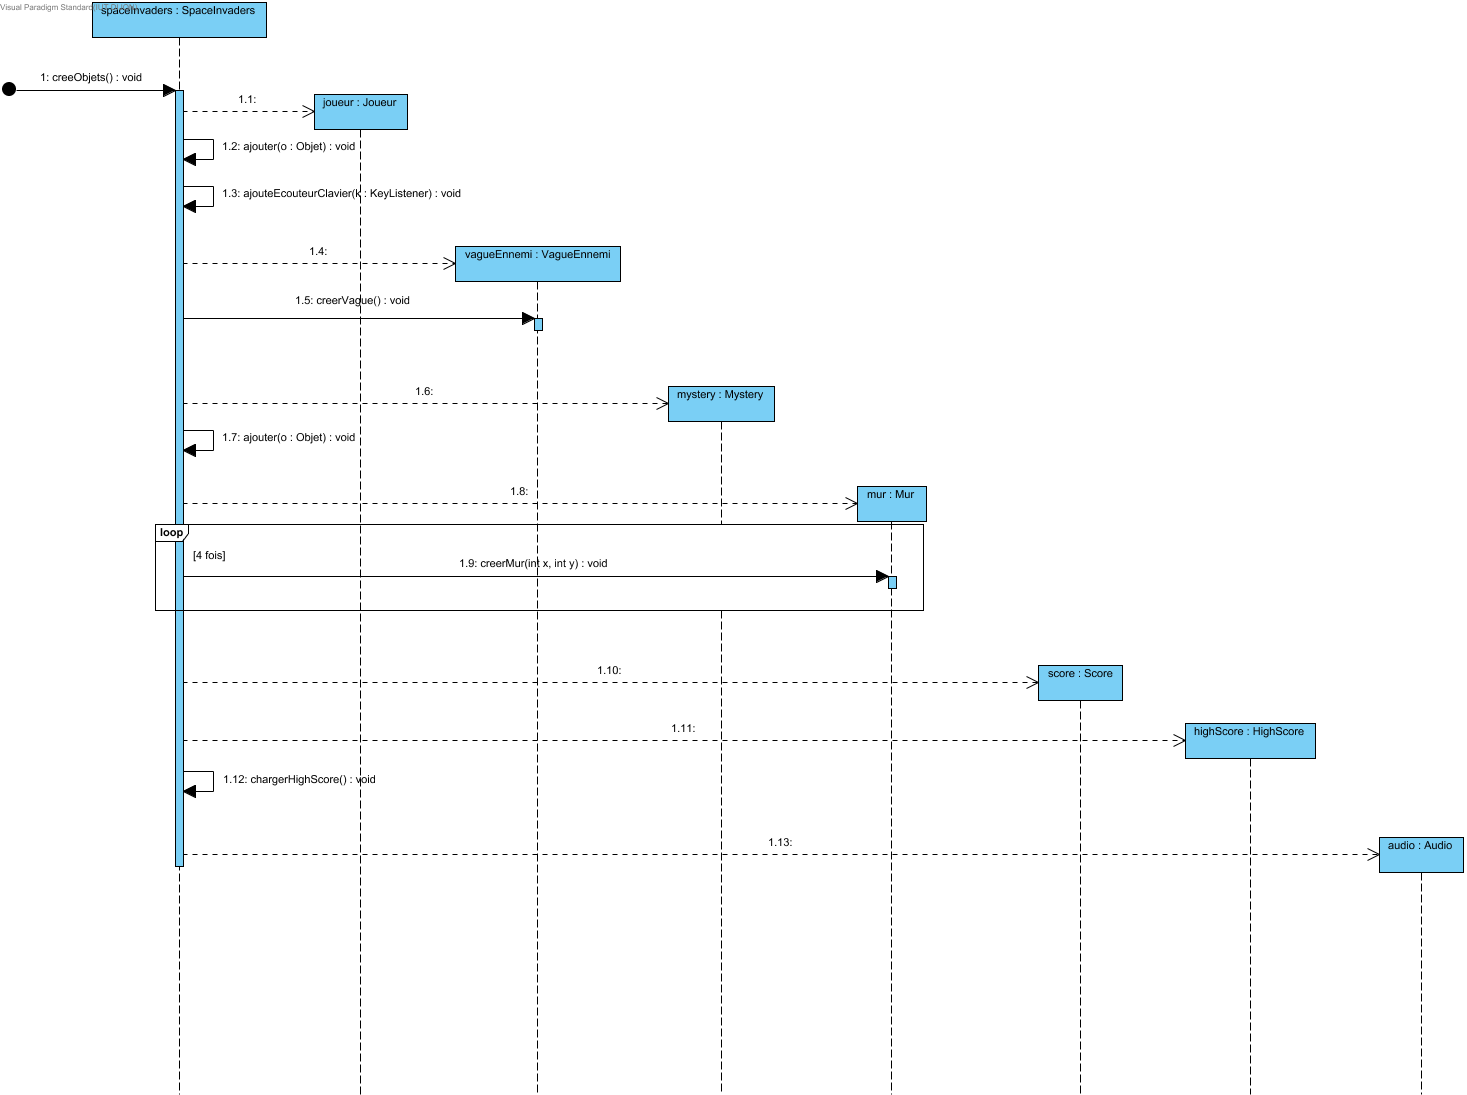 Visual Paradigm Standard
spaceInvaders : SpaceInvaders
1: creeObjets() : void
1.1:
joueur : Joueur
1.2: ajouter(o : Objet) : void
1.3: ajouteEcouteurClavier(k : KeyListener) : void
1.4:
vagueEnnemi : VagueEnnemi
1.5: creerVague() : void
1.6:
mystery : Mystery
1.7: ajouter(o : Objet) : void
1.8:
mur : Mur
loop
[4 fois]
1.9: creerMur(int x, int y) : void
1.10:
score : Score
1.11:
highScore : HighScore
1.12: chargerHighScore() : void
1.13:
audio : Audio